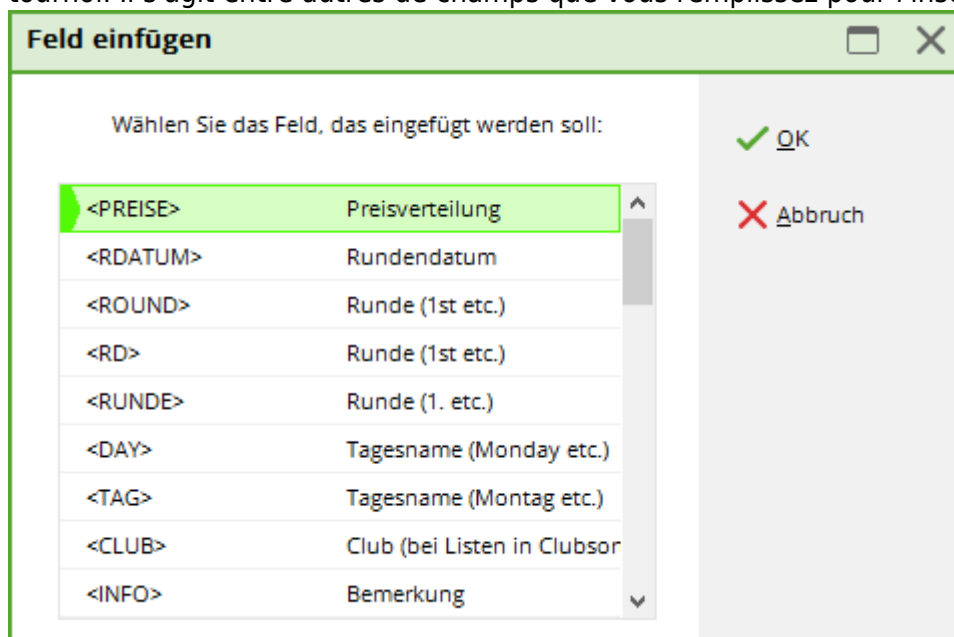 Feld einfügen
Wählen Sie das Feld, das eingefügt werden soll:
OK
Abbruch
<PREISE> Preisverteilung
<RDATUM> Rundendatum
<ROUND> Runde (1st etc.)
<RD> Runde (1st etc.)
<RUNDE> Runde (1. etc.)
<DAY> Tagesname (Monday etc.)
<TAG> Tagesname (Montag etc.)
<CLUB> Club (bei Listen in Clubsor
<INFO> Bemerkung